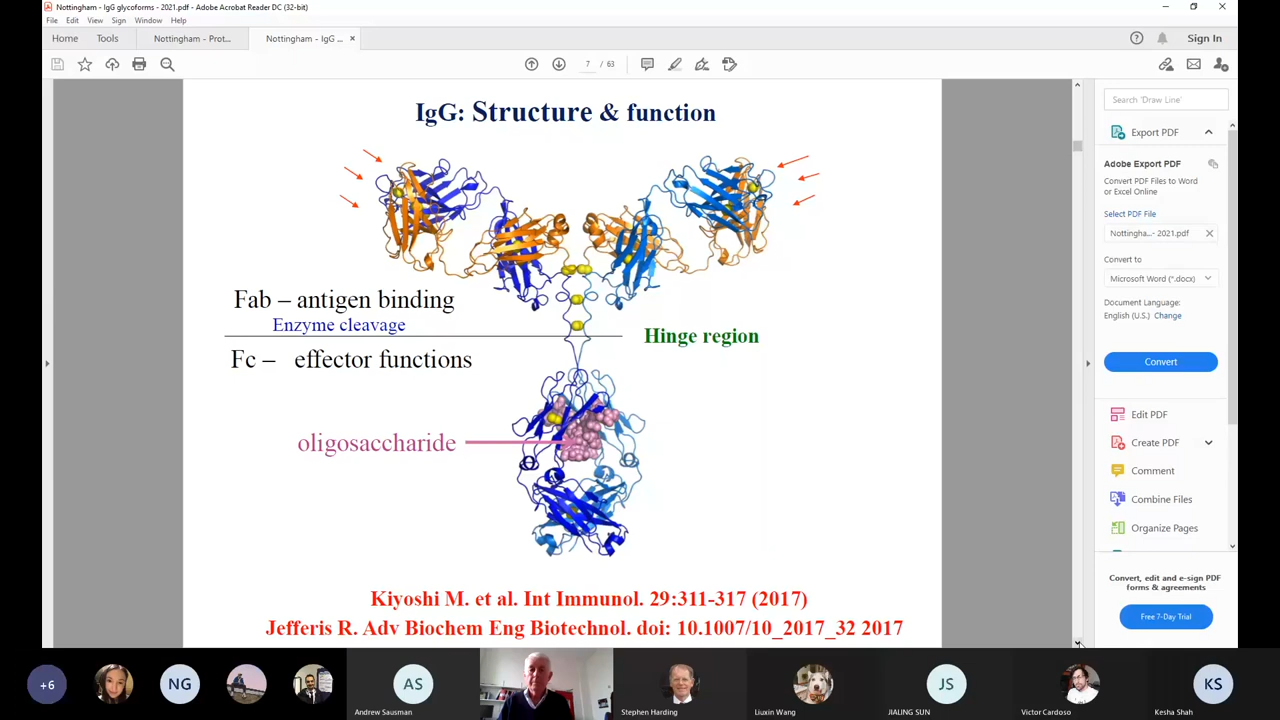 Nottingham - IgG glycoforms - 2021.pdf - Adobe Acrobat Reader DC (32-bit)
File Edit View Sign Window Help
Home Tools Nottingham - Prot... Nottingham - IgG ... × Sign In
7 / 63
IgG: Structure & function
Fab – antigen binding
Enzyme cleavage
Hinge region
Fc – effector functions
oligosaccharide
Kiyoshi M. et al. Int Immunol. 29:311-317 (2017)
Jefferis R. Adv Biochem Eng Biotechnol. doi: 10.1007/10_2017_32 2017
Search 'Draw Line'
Export PDF
Adobe Export PDF
Convert PDF Files to Word
or Excel Online
Select PDF File
Nottingha...- 2021.pdf
Convert to
Microsoft Word (*.docx)
Document Language:
English (U.S.) Change
Convert
Edit PDF
Create PDF
Comment
Combine Files
Organize Pages
Convert, edit and e-sign PDF
forms & agreements
Free 7-Day Trial
+6
NG
AS
Andrew Sausman
Stephen Harding
Liuxin Wang
JS
JIALING SUN
Victor Cardoso
KS
Kesha Shah